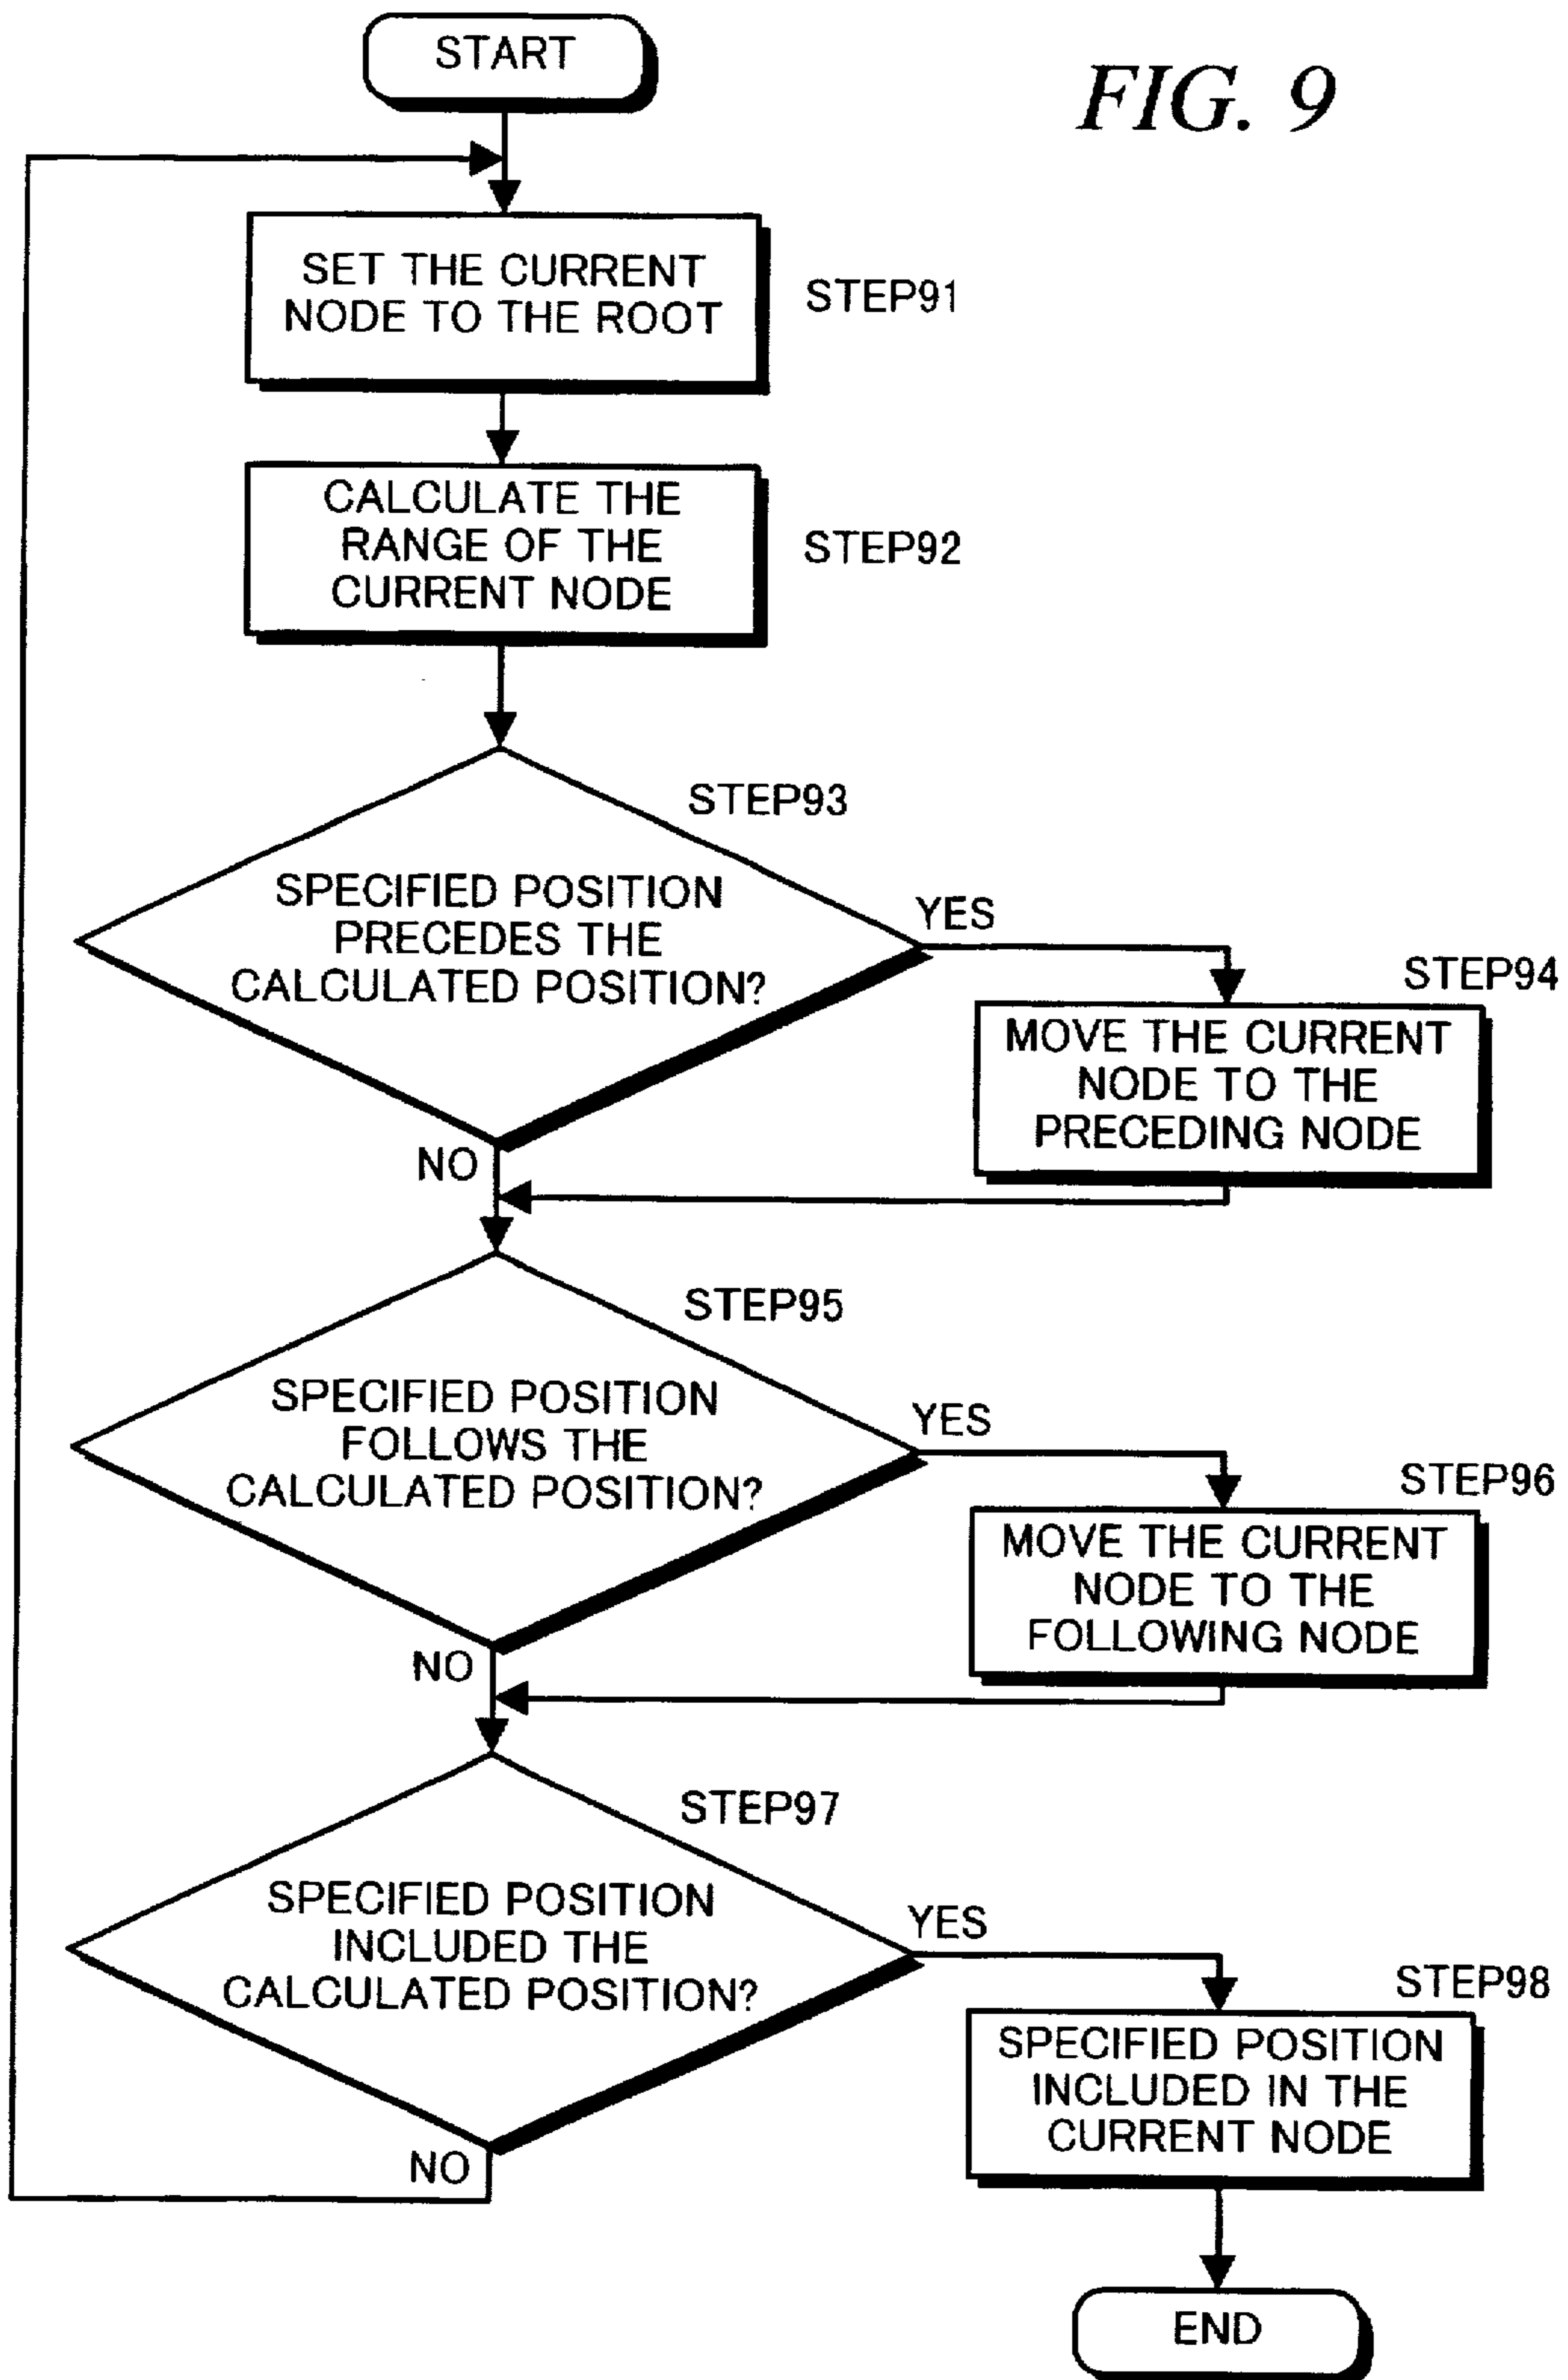 START
FIG. 9
SET THE CURRENT
NODE TO THE ROOT
STEP91
CALCULATE THE
RANGE OF THE
CURRENT NODE
STEP92
STEP93
SPECIFIED POSITION
PRECEDES THE
CALCULATED POSITION?
YES
NO
STEP94
MOVE THE CURRENT
NODE TO THE
PRECEDING NODE
STEP95
SPECIFIED POSITION
FOLLOWS THE
CALCULATED POSITION?
YES
NO
STEP96
MOVE THE CURRENT
NODE TO THE
FOLLOWING NODE
STEP97
SPECIFIED POSITION
INCLUDED THE
CALCULATED POSITION?
YES
NO
STEP98
SPECIFIED POSITION
INCLUDED IN THE
CURRENT NODE
END